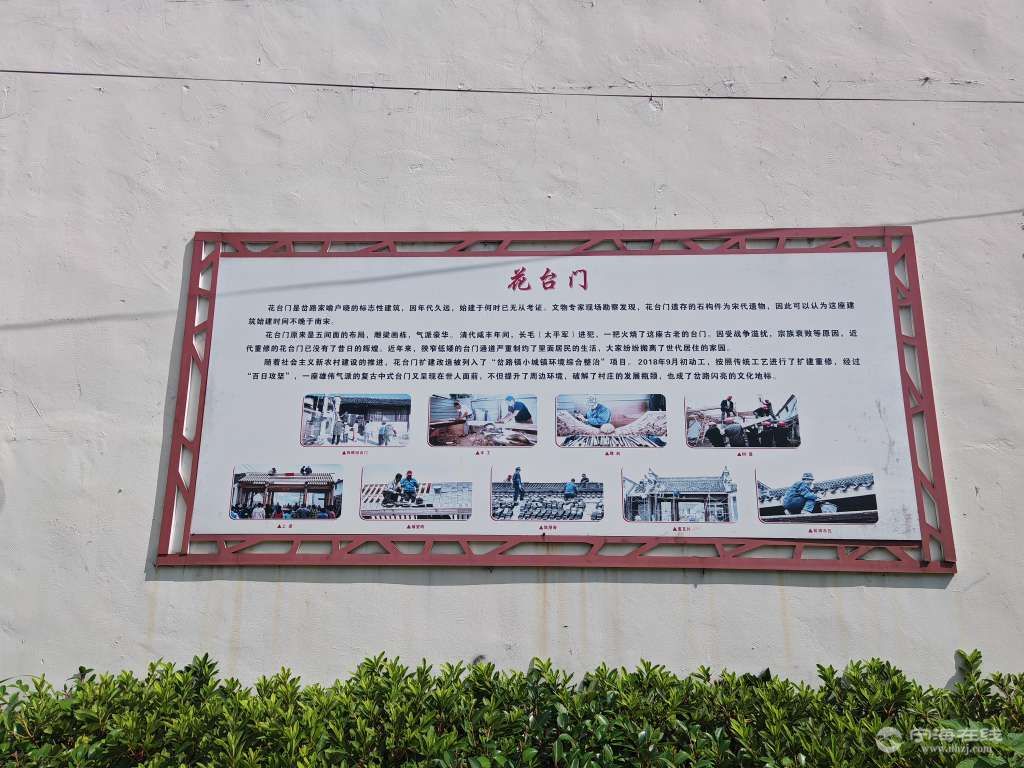 花台门
花台门是岔路家喻户晓的标志性建筑，因年代久远，始建于何时已无从考证。文物专家现场勘察发现，花台门遗存的石构件为宋代遗物，因此可以认为这座建
筑始建时间不晚于南宋。
花台门原来是五间面的布局，雕梁画栋，气派豪华。清代咸丰年间，长毛（太平军）进犯，一把火烧了这座古老的台门。因受战争滋扰，宗族衰败等原因，近
代重修的花台门已没有了昔日的辉煌。近年来，狭窄低矮的台门通道严重制约了里面居民的生活，大家纷纷搬离了世代居住的家园。
随着社会主义新农村建设的推进，花台门扩建改造被列入了“岔路镇小城镇环境综合整治”项目。2018年9月初动工，按照传统工艺进行了扩建重修，经过
“百日攻坚”，一座雄伟气派的复古中式台门又呈现在世人面前，不但提升了周边环境，破解了村庄的发展瓶颈，也成了岔路闪亮的文化地标。
▲木工
▲雕刻
▲上梁
宁海在线
www.nhzj.com